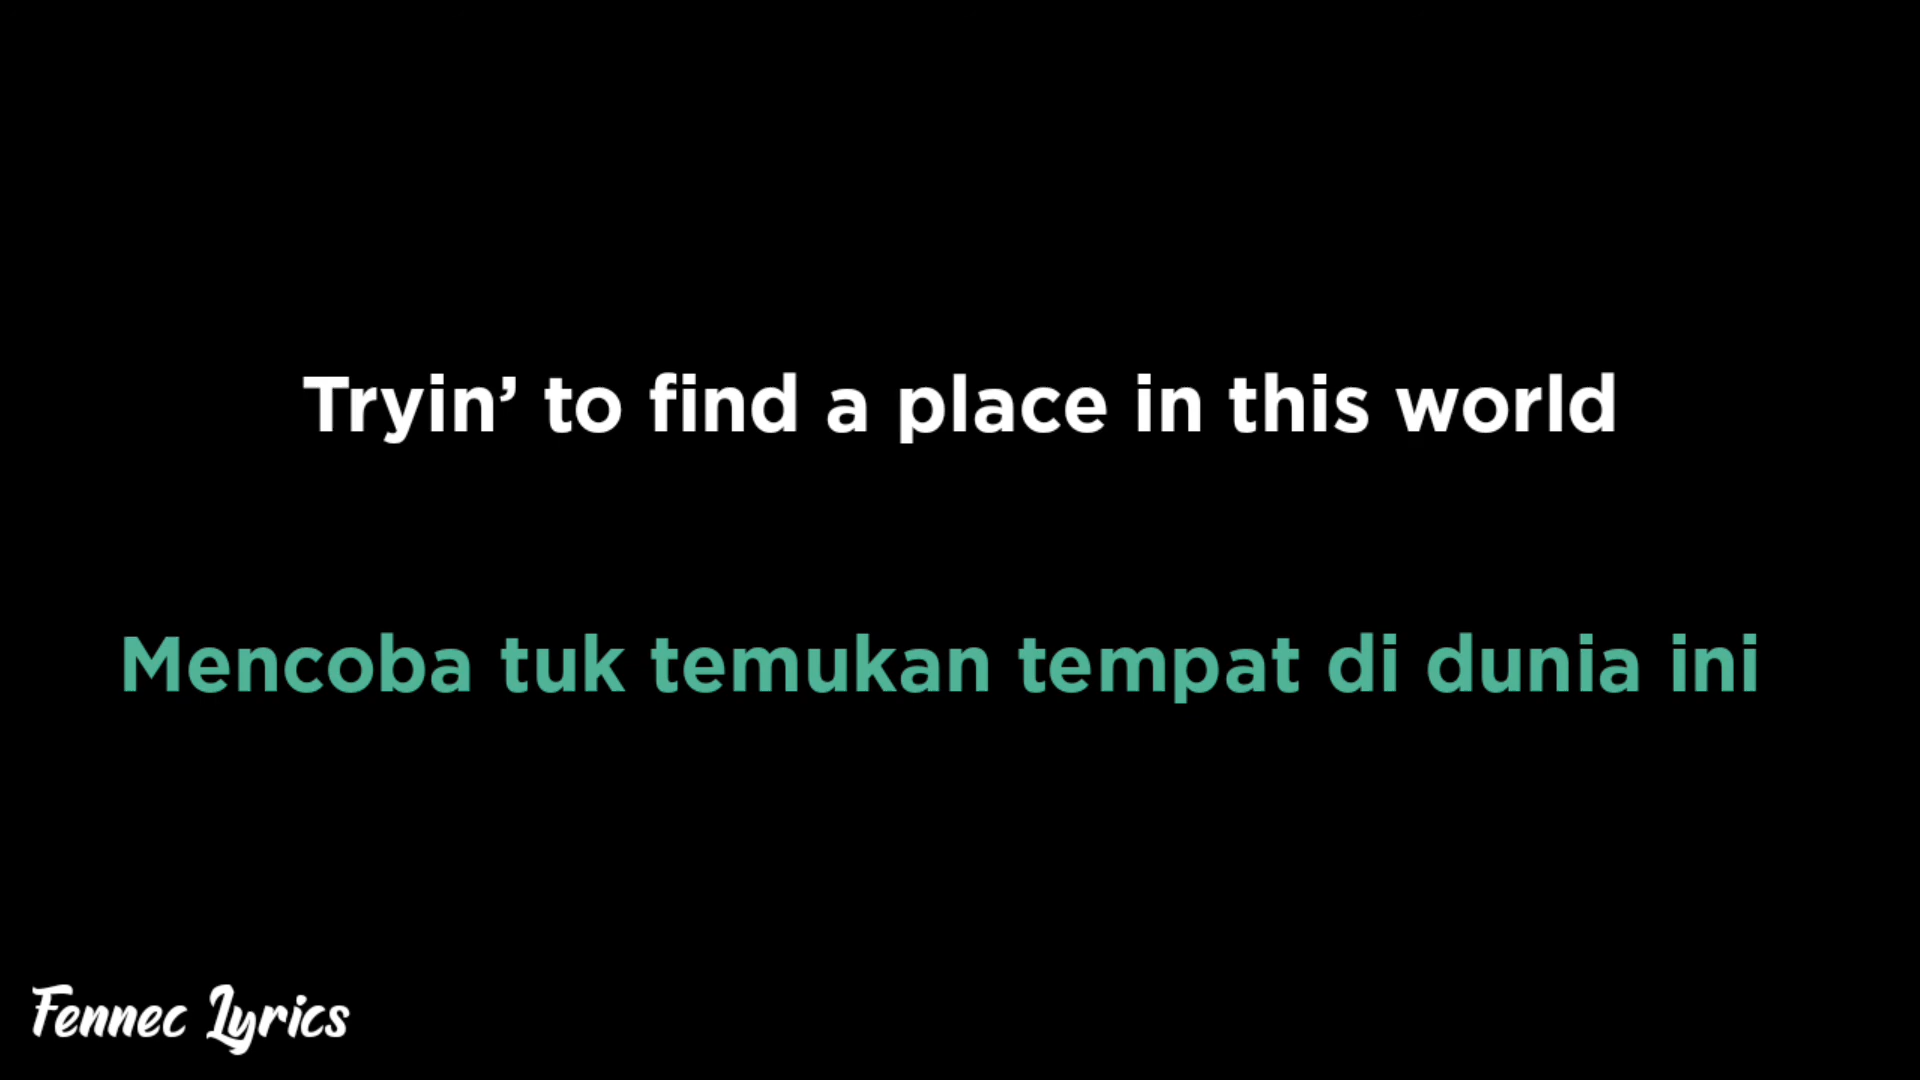 Tryin’ to find a place in this world
Mencoba tuk temukan tempat di dunia ini
Fennec Lyrics